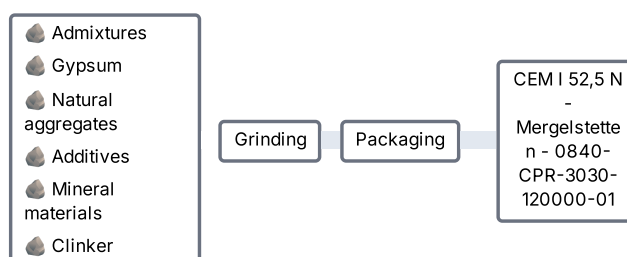 Admixtures
Gypsum
Natural
aggregates
Additives
Mineral
materials
Clinker
Grinding
Packaging
CEM I 52,5 N
-
Mergelstette
n - 0840-
CPR-3030-
120000-01